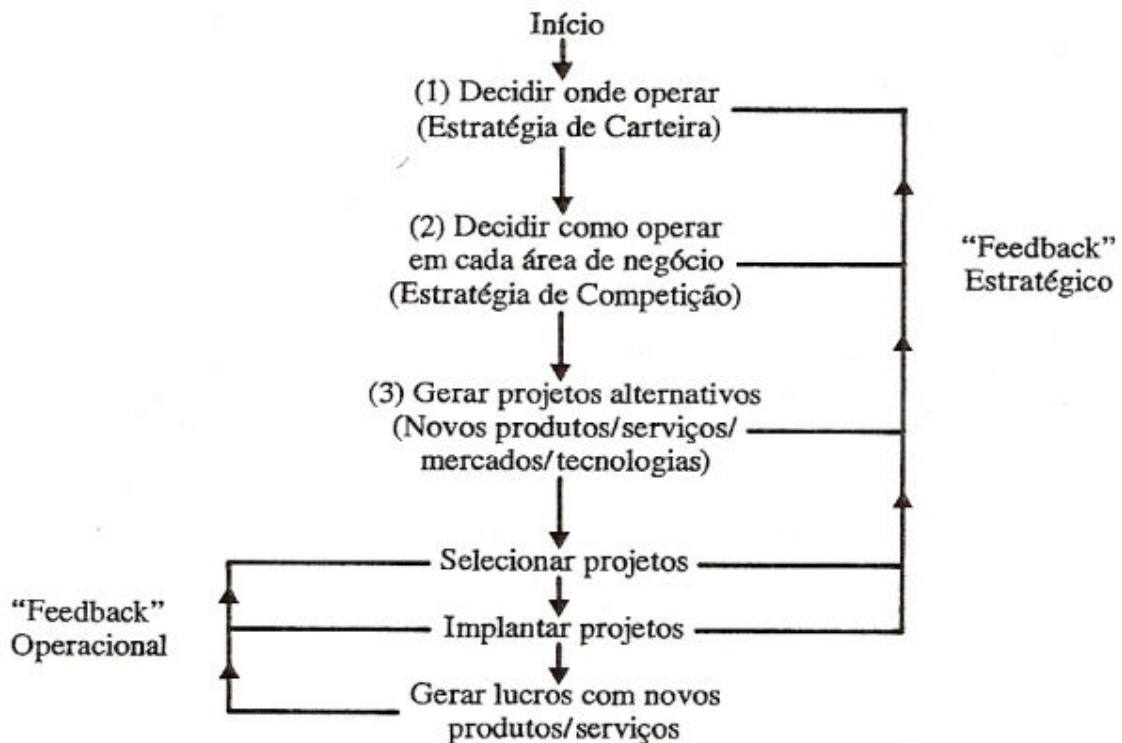 Início
(1) Decidir onde operar
(Estratégia de Carteira)
(2) Decidir como operar
em cada área de negócio
(Estratégia de Competição)
“Feedback”
Estratégico
(3) Gerar projetos alternativos
(Novos produtos/serviços/
mercados/tecnologias)
Selecionar projetos
“Feedback”
Operacional
Implantar projetos
Gerar lucros com novos
produtos/serviços